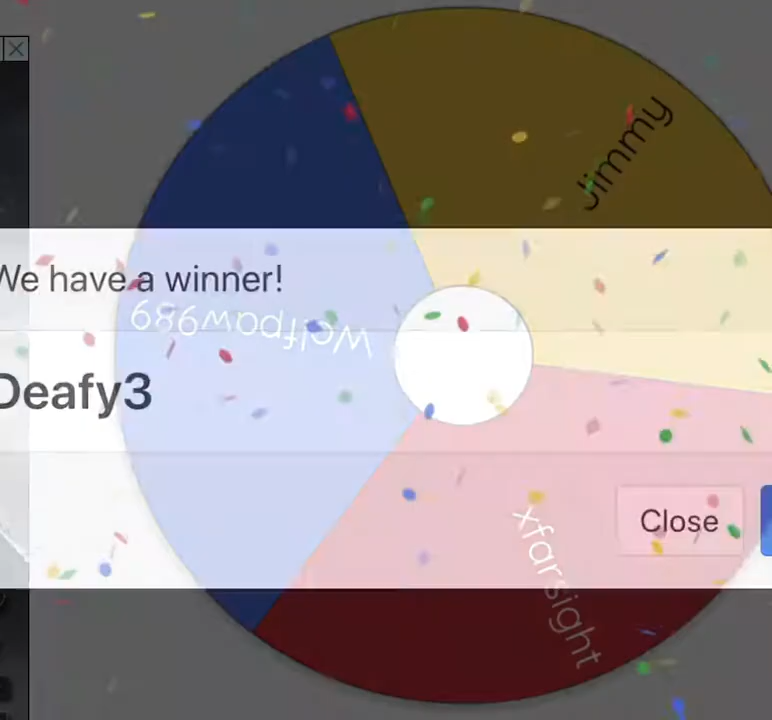 Jimmy
We have a winner!
Wolfpaw989
Deafy3
Close
xfarsight